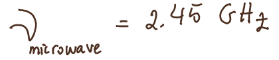 ν microwave = 2.45 GHz